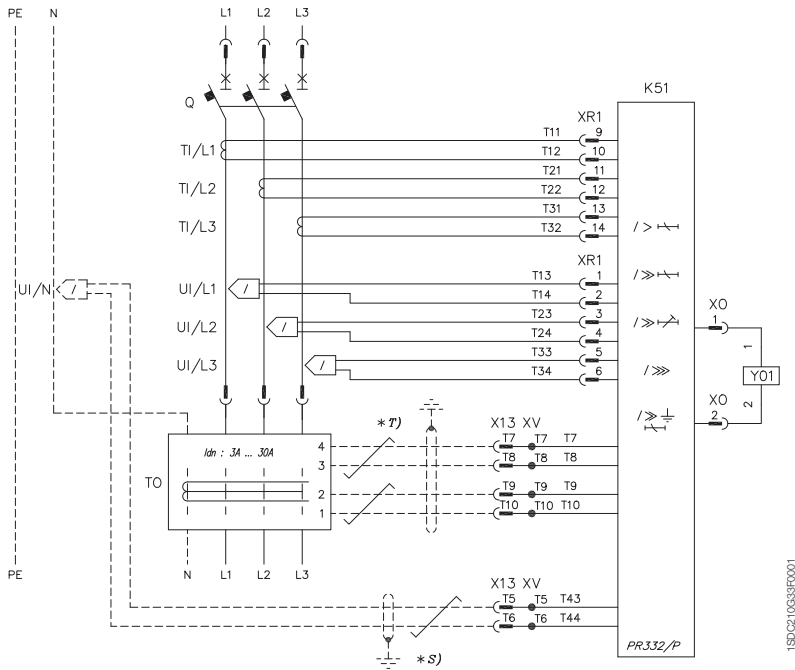 PE N L1 L2 L3
K51
Q
XR1
T11 9
TI/L1 T12 10
T21 11
TI/L2 T22 12
T31 13
TI/L3 T32 14
/ >
XR1
/ >>
UI/N / UI/L1 / T13 1
T14 2
XO
1
UI/L2 / T23 3
/ >>
T24 4
1
UI/L3 / T33 5
/ >>>
T34 6
Y01
2
XO
2
/ >>
* T)
X13 XV
Idn : 3A ... 30A
4 T7 T7 T7
3 T8 T8 T8
TO
2 T9 T9 T9
1 T10 T10 T10
PE N L1 L2 L3
X13 XV
T5 T5 T43
T6 T6 T44
* S)
PR332/P
1SDC210G33F0001